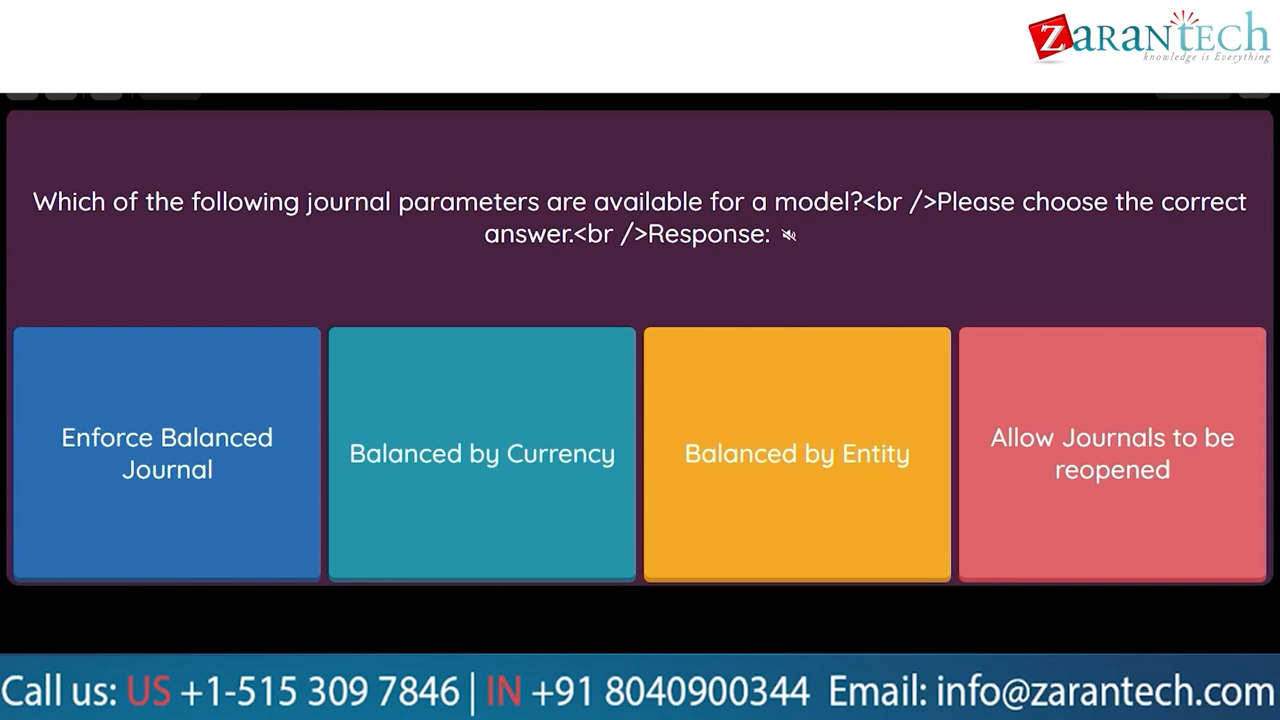 ZARANTECH
knowledge is Everything
Which of the following journal parameters are available for a model?<br />Please choose the correct
answer.<br />Response:
Enforce Balanced
Journal
Balanced by Currency
Balanced by Entity
Allow Journals to be
reopened
Call us: US +1-515 309 7846 | IN +91 8040900344 Email: info@zarantech.com